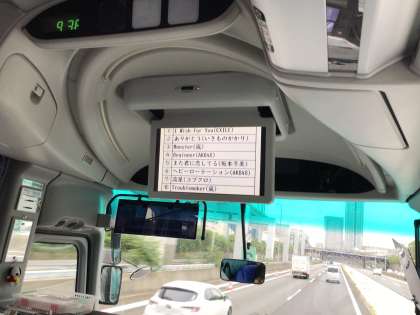 9:36
1 I Wish For You(EXILE)
2 ありがとう(いきものがかり)
3 Monster(嵐)
4 Beginner(AKB48)
5 また君に恋してる(坂本冬美)
6 ヘビーローテーション(AKB48)
7 流星(コブクロ)
Troublemaker(嵐)